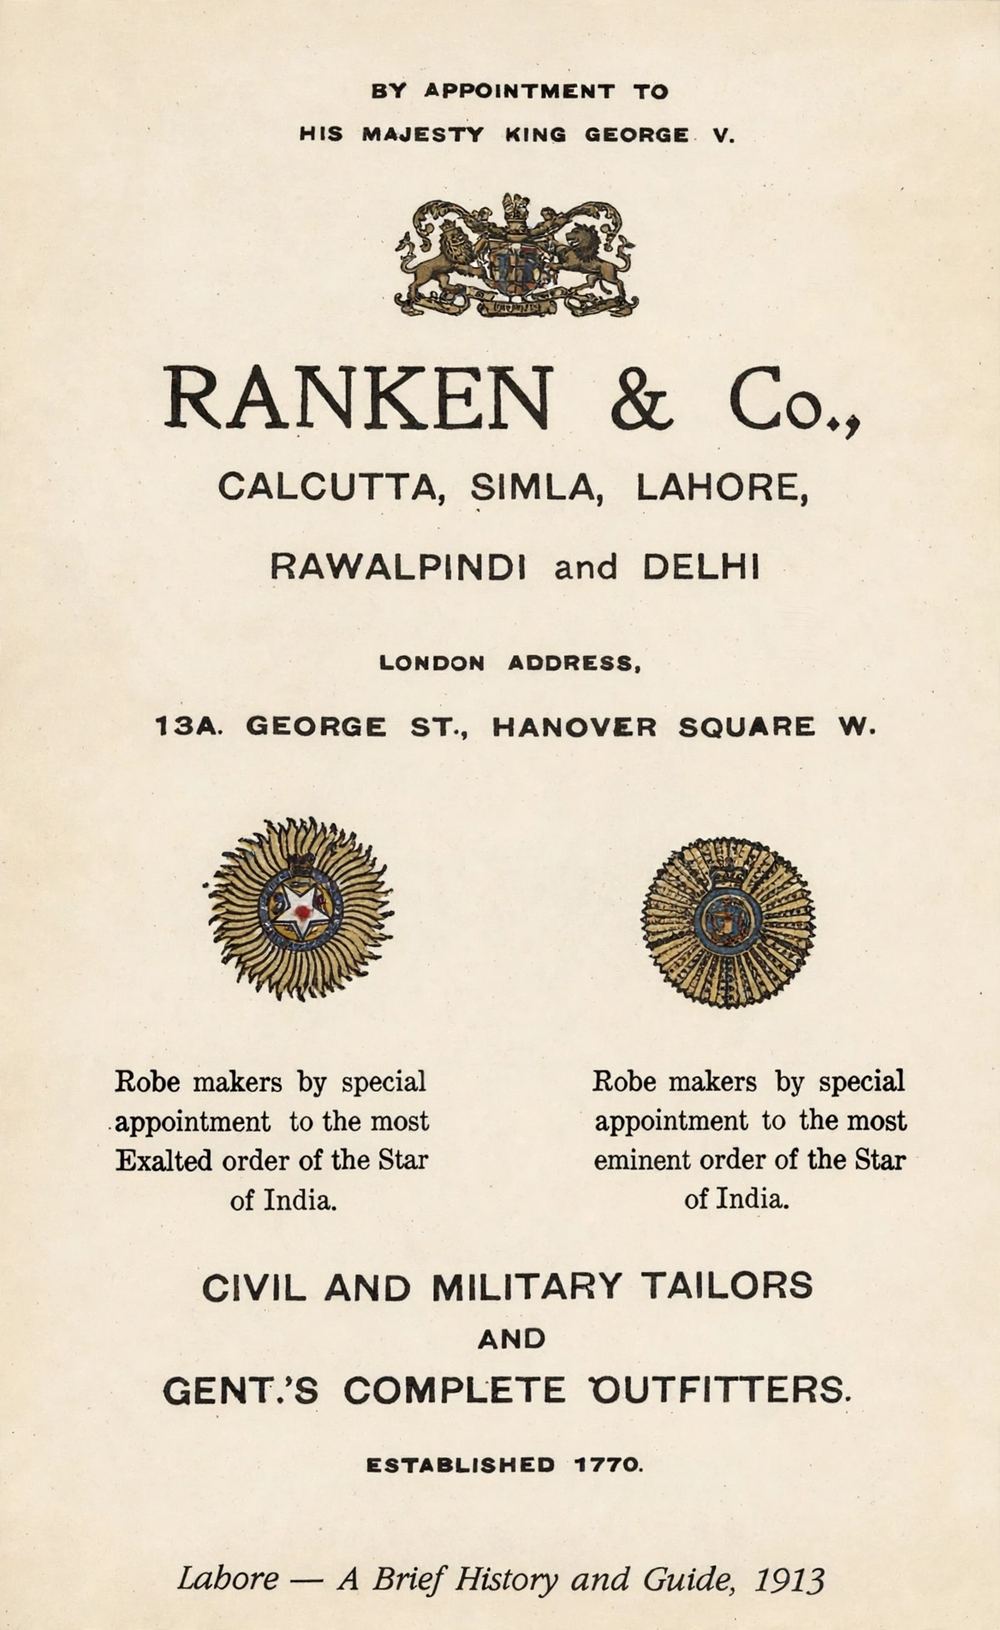 BY APPOINTMENT TO
HIS MAJESTY KING GEORGE V.
RANKEN & Co.,
CALCUTTA, SIMLA, LAHORE,
RAWALPINDI and DELHI
LONDON ADDRESS,
13A. GEORGE ST., HANOVER SQUARE W.
Robe makers by special
appointment to the most
Exalted order of the Star
of India.
Robe makers by special
appointment to the most
eminent order of the Star
of India.
CIVIL AND MILITARY TAILORS
AND
GENT.'S COMPLETE OUTFITTERS.
ESTABLISHED 1770.
Lahore — A Brief History and Guide, 1913